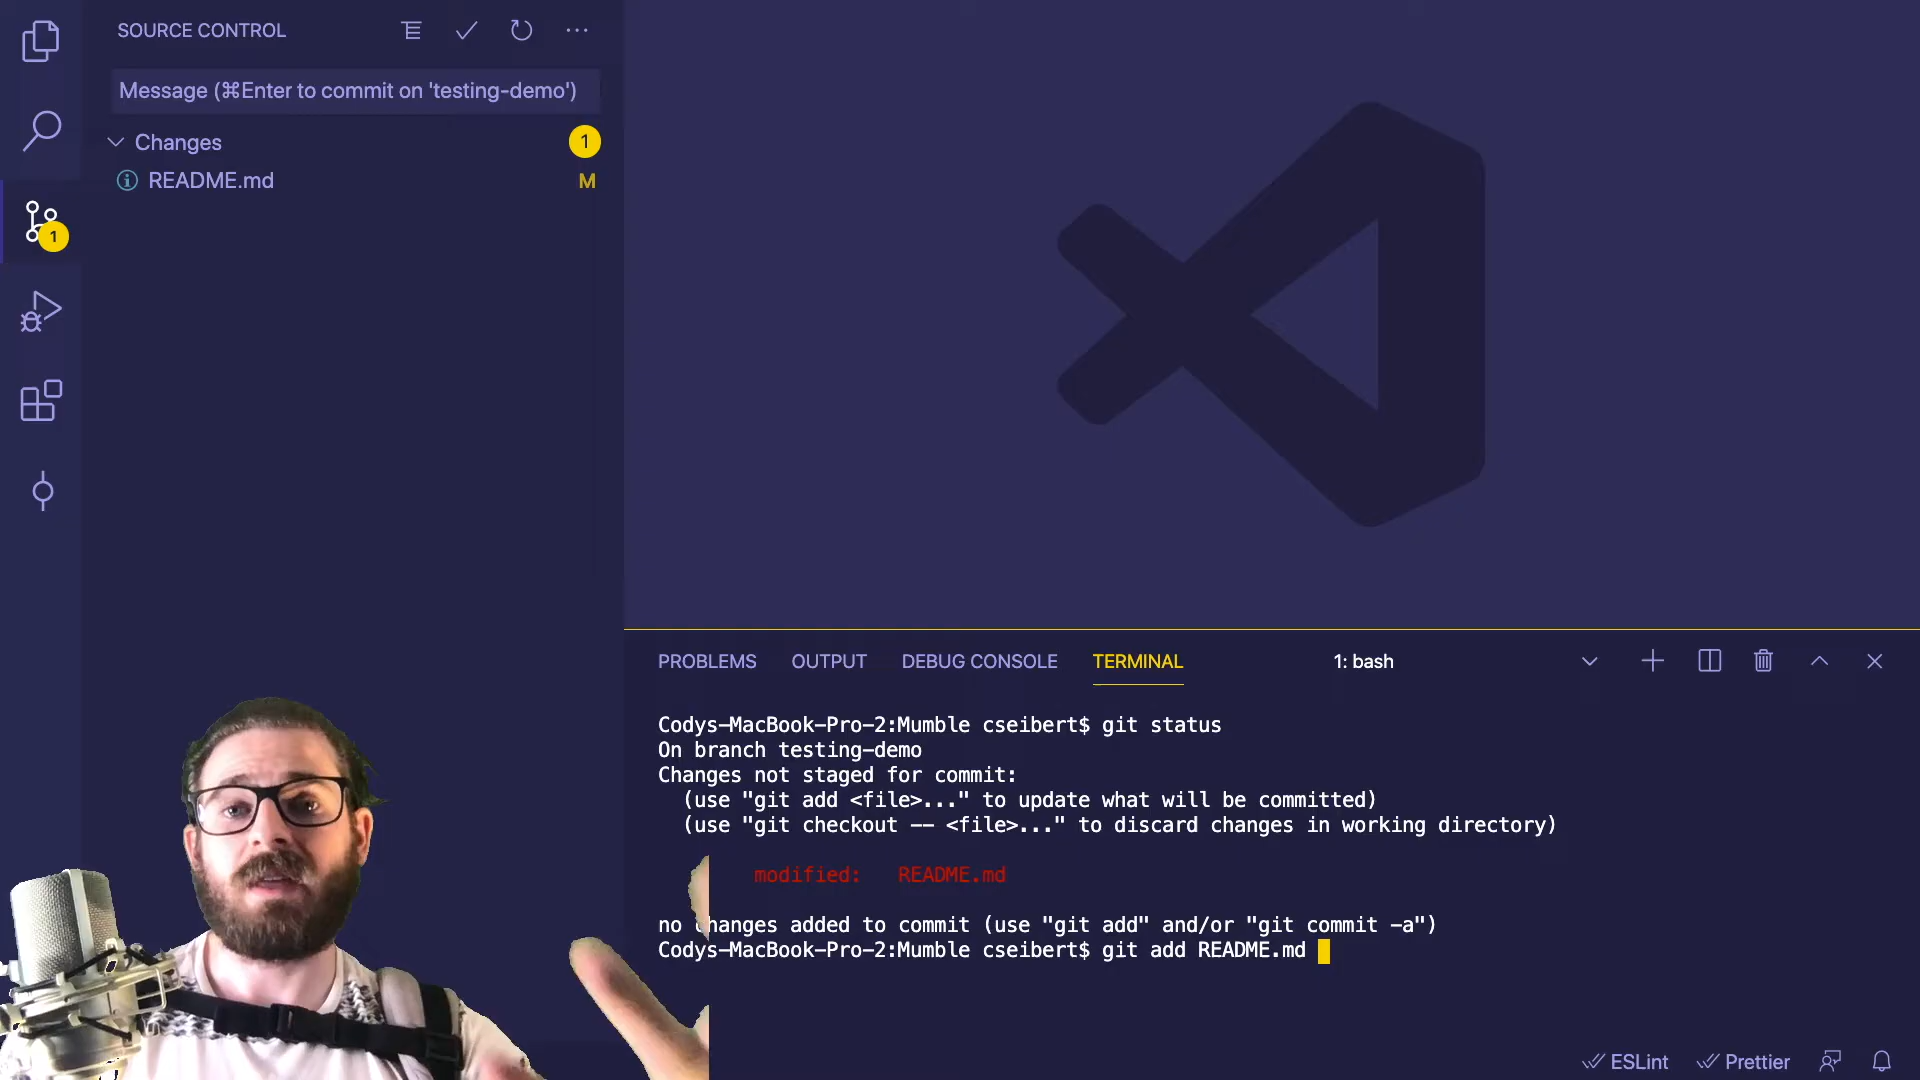 SOURCE CONTROL
Message (⌘Enter to commit on 'testing-demo')
Changes
1
README.md
M
1
PROBLEMS
OUTPUT
DEBUG CONSOLE
TERMINAL
1: bash
Codys-MacBook-Pro-2:Mumble cseibert$ git status
On branch testing-demo
Changes not staged for commit:
(use "git add <file>..." to update what will be committed)
(use "git checkout -- <file>..." to discard changes in working directory)
modified: README.md
no changes added to commit (use "git add" and/or "git commit -a")
Codys-MacBook-Pro-2:Mumble cseibert$ git add README.md
ESLint
Prettier